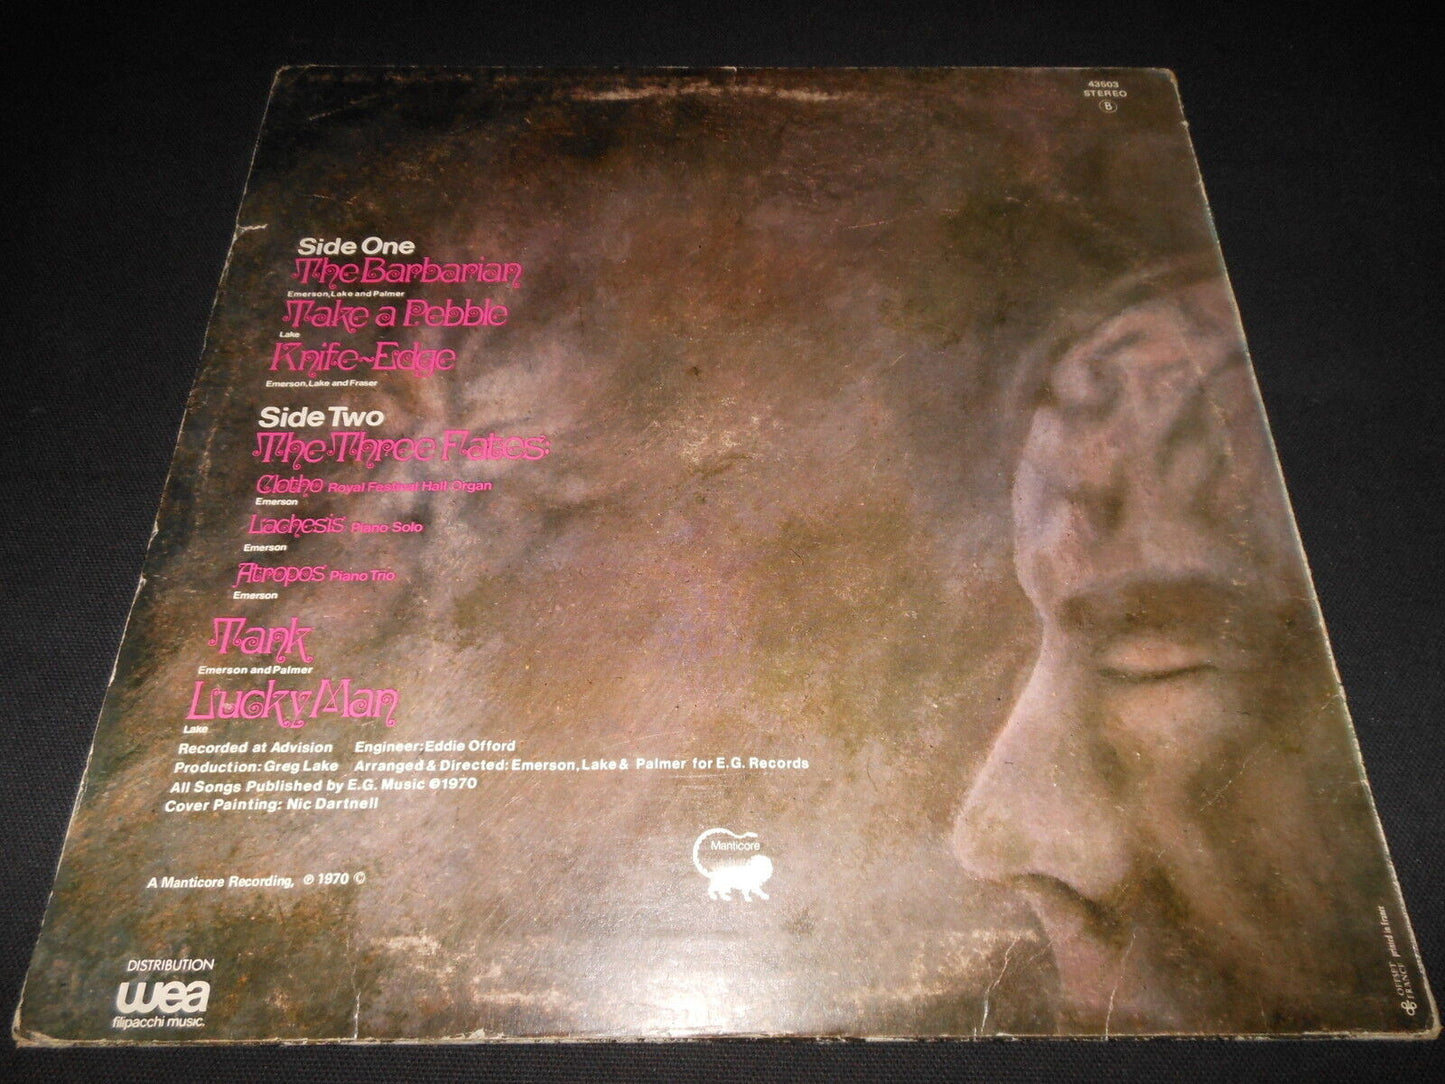 43503
STEREO
B
Side One
The Barbarian
Emerson, Lake and Palmer
Take a Pebble
Lake
Knife~Edge
Emerson, Lake and Fraser
Side Two
The Three Fates:
Clotho Royal Festival Hall Organ
Emerson
Lachesis Piano Solo
Emerson
Atropos Piano Trio
Emerson
Tank
Emerson and Palmer
Lucky Man
Lake
Recorded at Advision Engineer: Eddie Offord
Production: Greg Lake Arranged & Directed: Emerson, Lake & Palmer for E.G. Records
All Songs Published by E.G. Music ©1970
Cover Painting: Nic Dartnell
Manticore
A Manticore Recording, ℗ 1970 ©
DISTRIBUTION
wea
filipacchi music.
OFFSET
FRANCE
printed in France